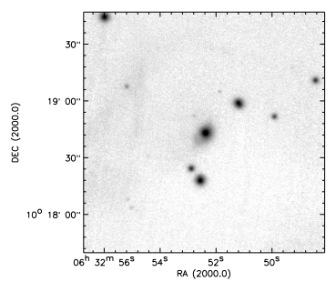 30"
19' 00"
30"
10° 18' 00"
DEC (2000.0)
06ʰ 32ᵐ 56ˢ 54ˢ 52ˢ 50ˢ
RA (2000.0)